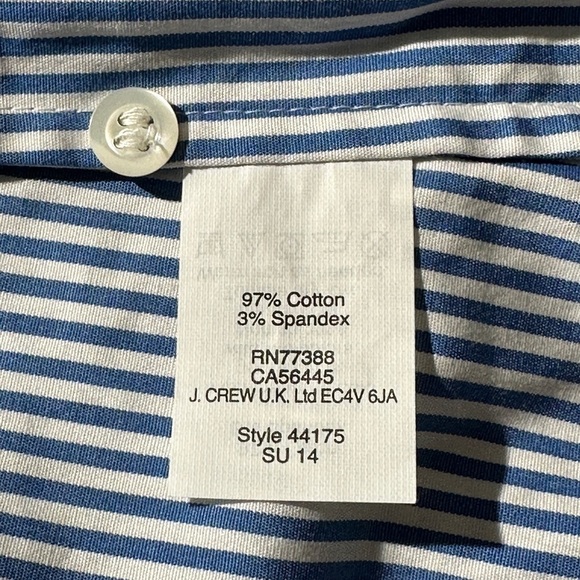 97% Cotton
3% Spandex
RN77388
CA56445
J. CREW U.K. Ltd EC4V 6JA
Style 44175
SU 14